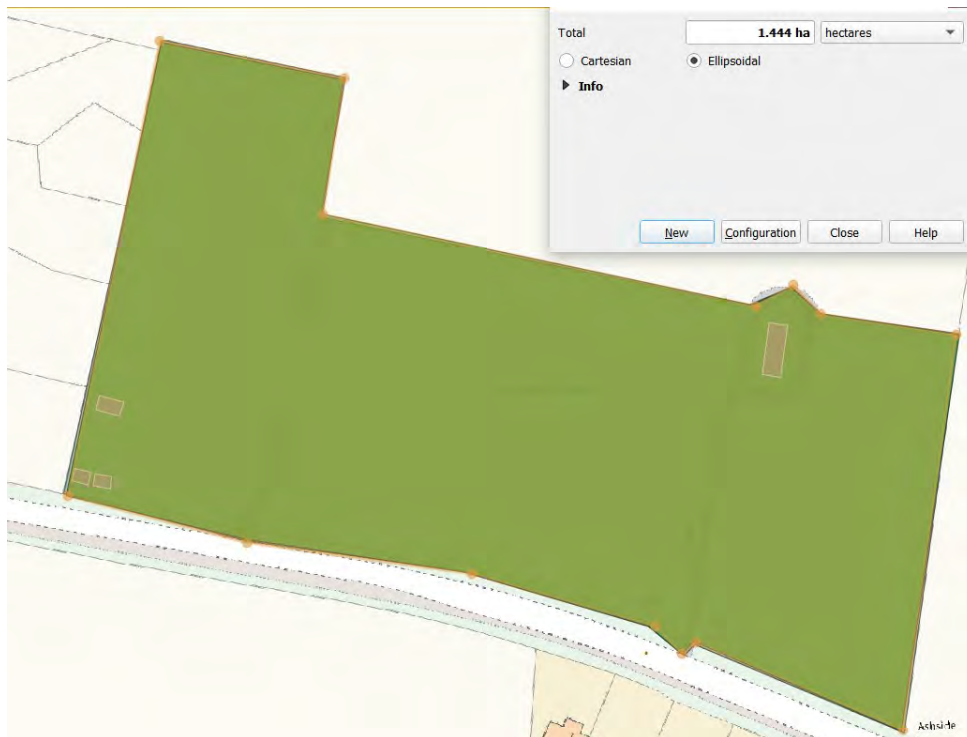 Total 1.444 ha hectares
Cartesian Ellipsoidal
Info
New Configuration Close Help
Ashside